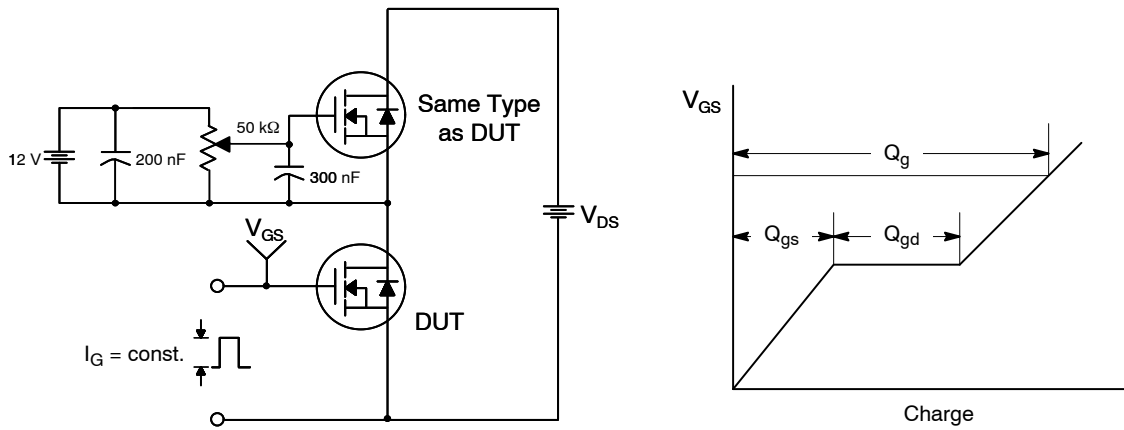 Same Type
as DUT
50 kΩ
12 V
200 nF
300 nF
V_GS
V_DS
DUT
I_G = const.
V_GS
Q_g
Q_gs
Q_gd
Charge